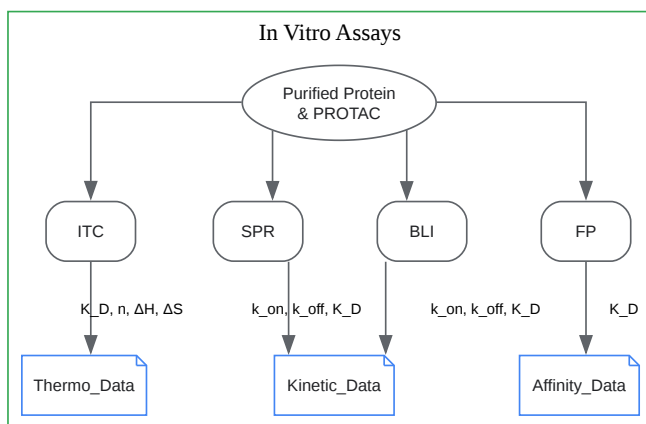 In Vitro Assays
Purified Protein
& PROTAC
ITC
SPR
BLI
FP
K_D, n, ΔH, ΔS
k_on, k_off, K_D
k_on, k_off, K_D
K_D
Thermo_Data
Kinetic_Data
Affinity_Data